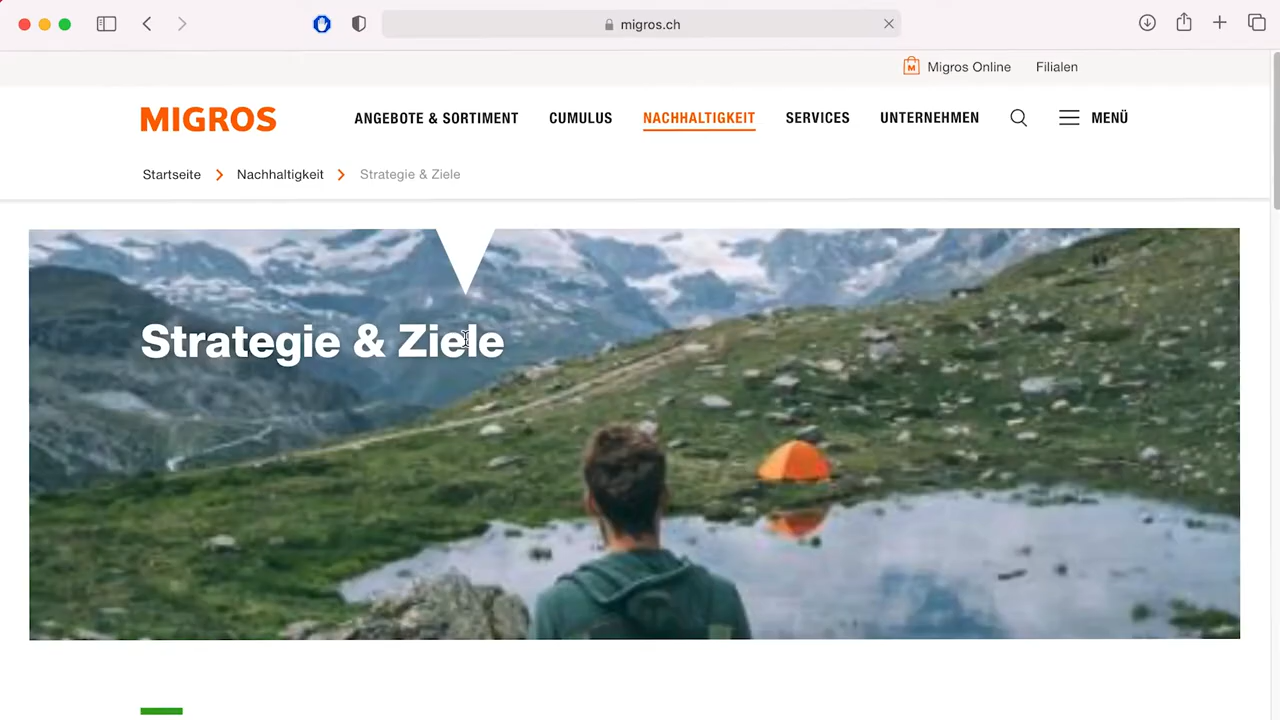 migros.ch
Migros Online Filialen
MIGROS ANGEBOTE & SORTIMENT CUMULUS NACHHALTIGKEIT SERVICES UNTERNEHMEN MENÜ
Startseite Nachhaltigkeit Strategie & Ziele
Strategie & Ziele